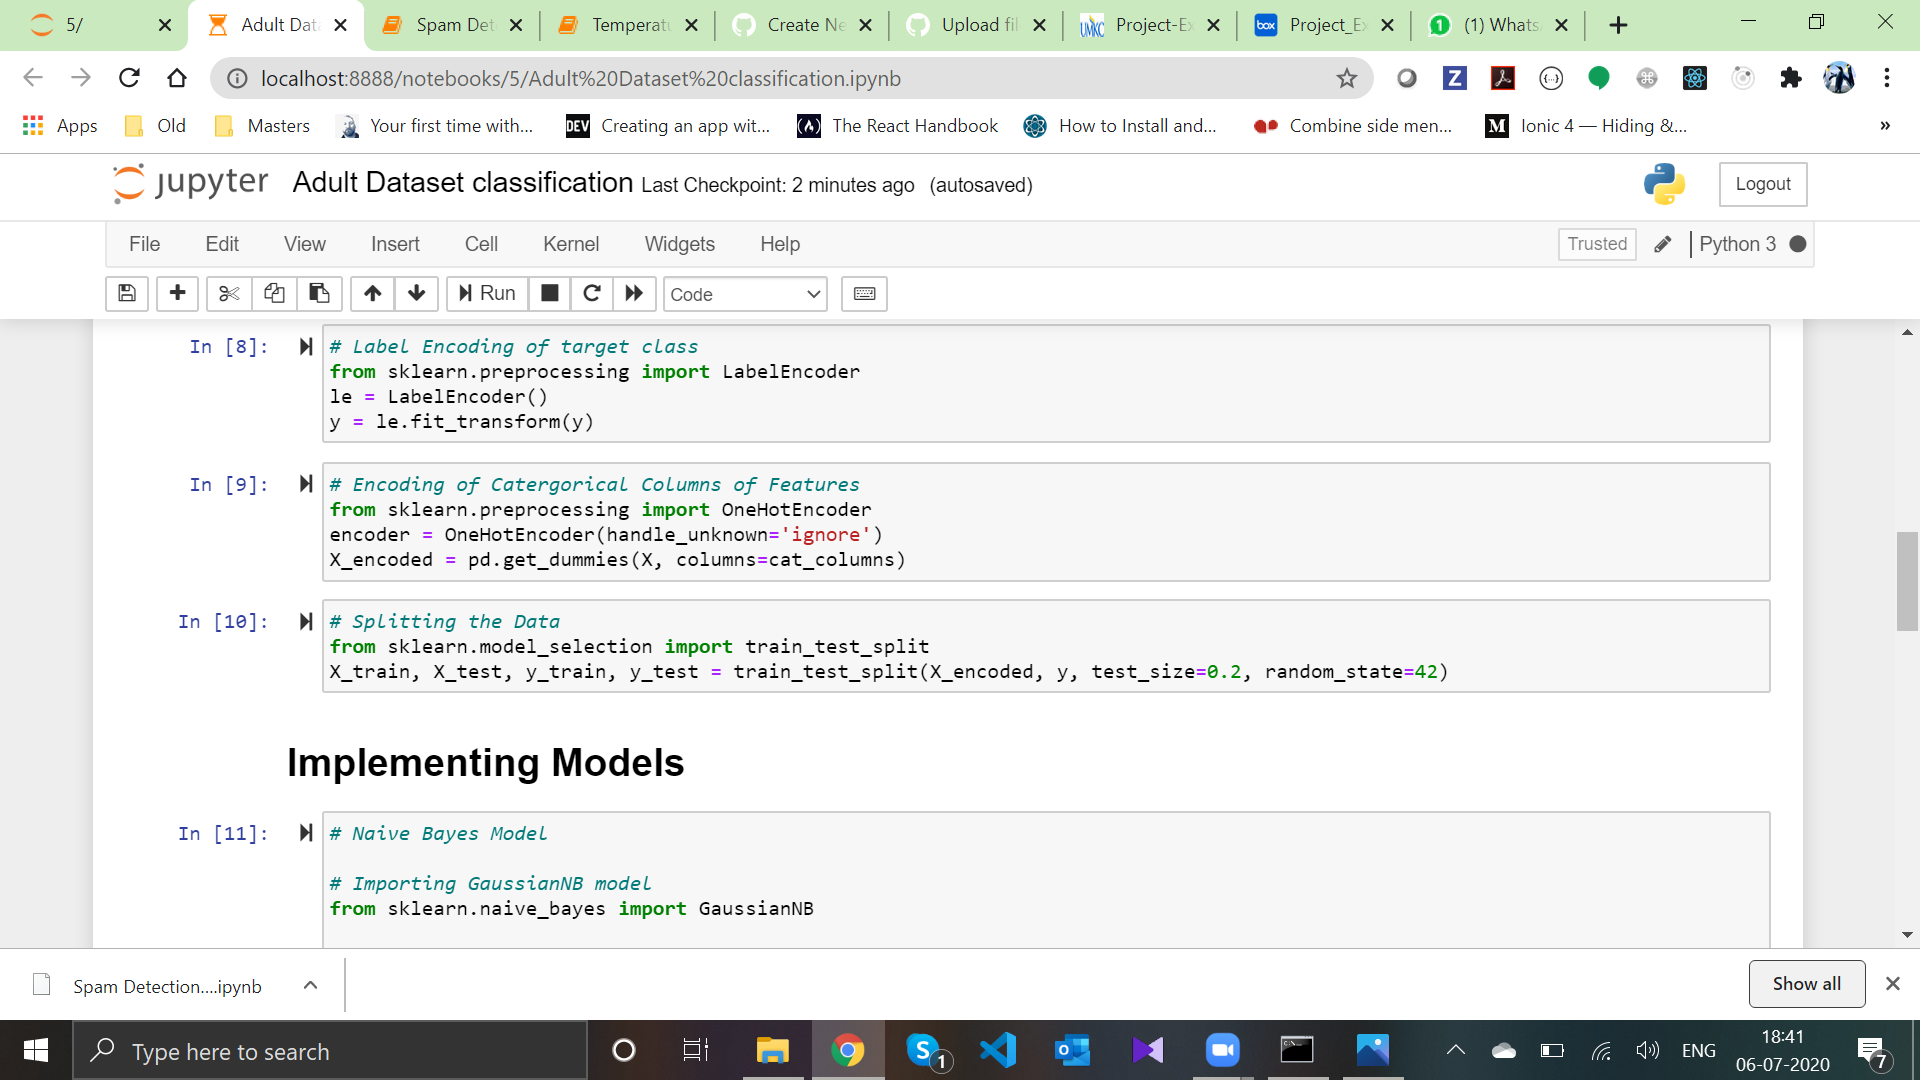 5/
Adult Data
Spam Det
Temperatu
Create Ne
Upload fil
Project-Ex
Project_Ex
(1) Whats
localhost:8888/notebooks/5/Adult%20Dataset%20classification.ipynb
Apps
Old
Masters
Your first time with...
DEV
Creating an app wit...
The React Handbook
How to Install and...
Combine side men...
Ionic 4 — Hiding &...
»
jupyter
Adult Dataset classification Last Checkpoint: 2 minutes ago (autosaved)
Logout
File
Edit
View
Insert
Cell
Kernel
Widgets
Help
Trusted
Python 3
Run
Code
In [8]:
# Label Encoding of target class
from sklearn.preprocessing import LabelEncoder
le = LabelEncoder()
y = le.fit_transform(y)
In [9]:
# Encoding of Catergorical Columns of Features
from sklearn.preprocessing import OneHotEncoder
encoder = OneHotEncoder(handle_unknown='ignore')
X_encoded = pd.get_dummies(X, columns=cat_columns)
In [10]:
# Splitting the Data
from sklearn.model_selection import train_test_split
X_train, X_test, y_train, y_test = train_test_split(X_encoded, y, test_size=0.2, random_state=42)
Implementing Models
In [11]:
# Naive Bayes Model
# Importing GaussianNB model
from sklearn.naive_bayes import GaussianNB
Spam Detection....ipynb
Show all
Type here to search
1
ENG
18:41
06-07-2020
7